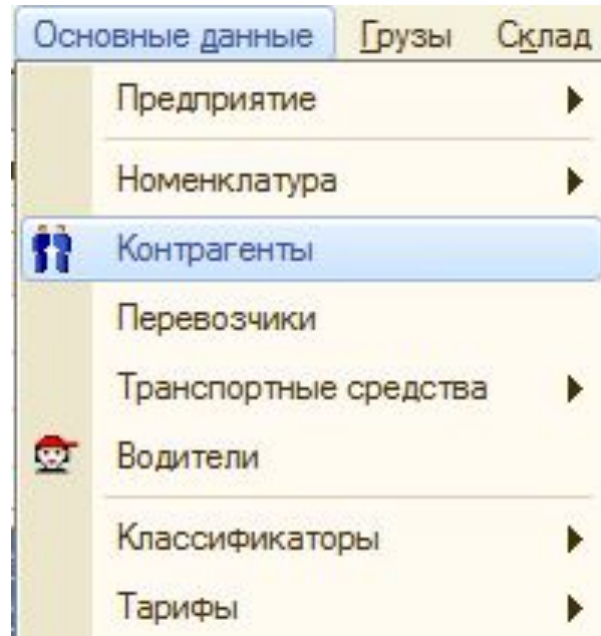 Основные данные Грузы Склад
Предприятие
Номенклатура
Контрагенты
Перевозчики
Транспортные средства
Водители
Классификаторы
Тарифы